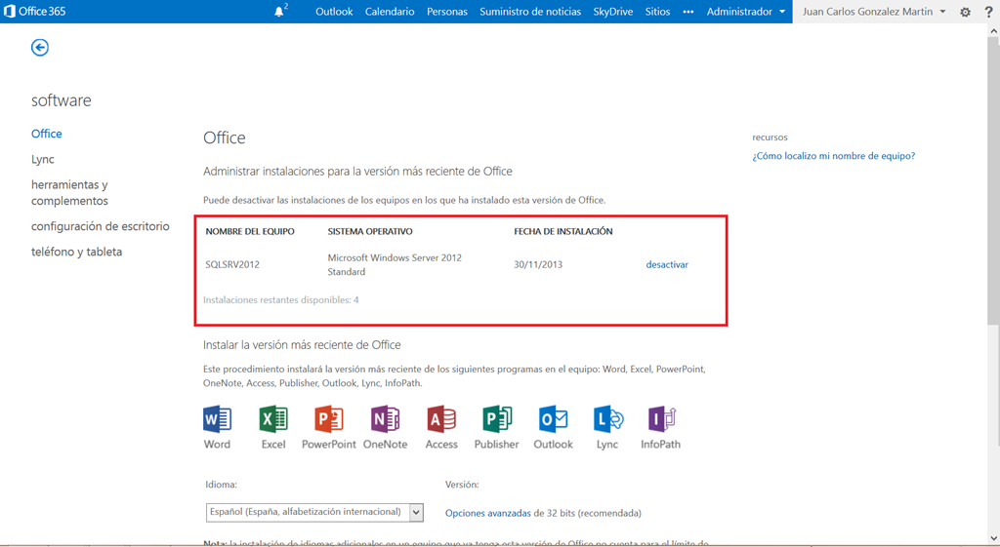 Office 365
2
Outlook Calendario Personas Suministro de noticias SkyDrive Sitios ••• Administrador
Juan Carlos Gonzalez Martin
?
software
Office
Lync
herramientas y
complementos
configuración de escritorio
teléfono y tableta
Office
Administrar instalaciones para la versión más reciente de Office
Puede desactivar las instalaciones de los equipos en los que ha instalado esta versión de Office.
NOMBRE DEL EQUIPO SISTEMA OPERATIVO FECHA DE INSTALACIÓN
SQLSRV2012 Microsoft Windows Server 2012 Standard 30/11/2013 desactivar
Instalaciones restantes disponibles: 4
Instalar la versión más reciente de Office
Este procedimiento instalará la versión más reciente de los siguientes programas en el equipo: Word, Excel, PowerPoint,
OneNote, Access, Publisher, Outlook, Lync, InfoPath.
Word Excel PowerPoint OneNote Access Publisher Outlook Lync InfoPath
Idioma: Versión:
Español (España, alfabetización internacional) Opciones avanzadas de 32 bits (recomendada)
Nota: la instalación de idiomas adicionales en un equipo que ya tenga esta versión de Office no cuenta para el límite de
recursos
¿Cómo localizo mi nombre de equipo?